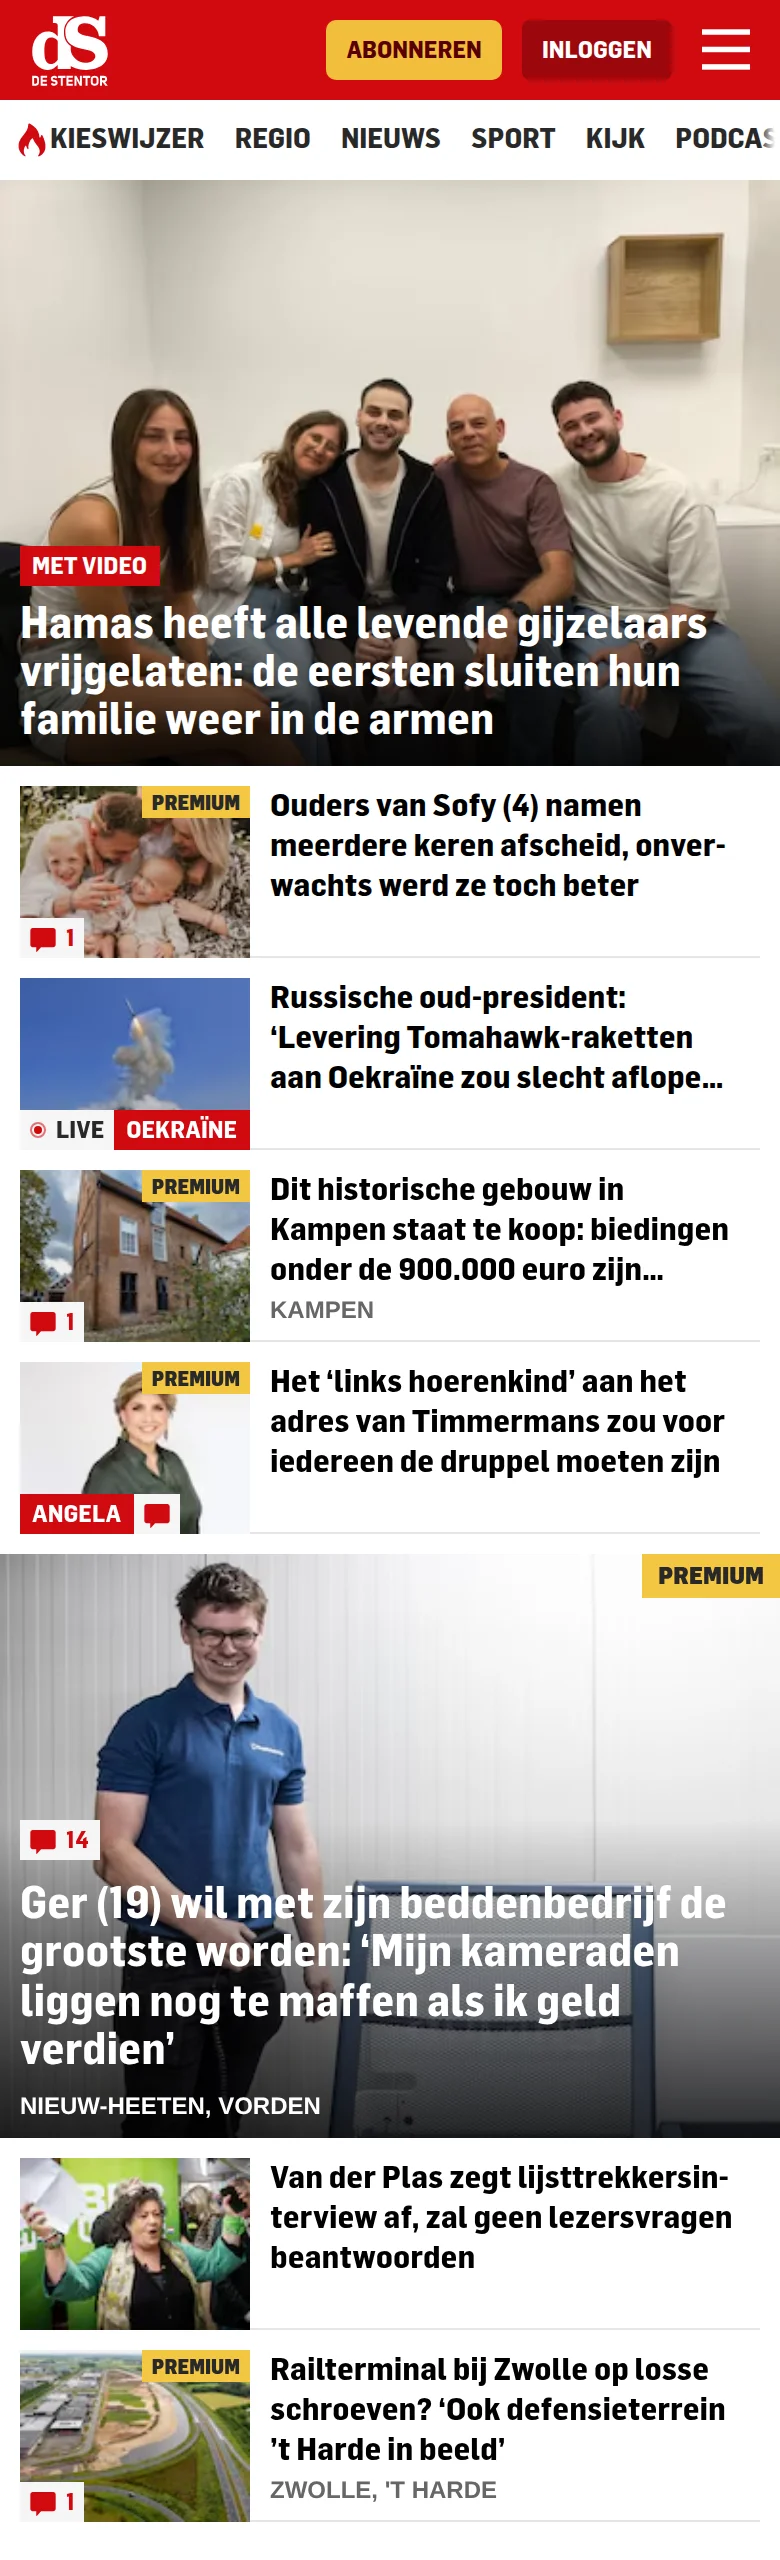 dS
DE STENTOR
ABONNEREN
INLOGGEN
KIESWIJZER
REGIO
NIEUWS
SPORT
KIJK
PODCAS
MET VIDEO
Hamas heeft alle levende gijzelaars
vrijgelaten: de eersten sluiten hun
familie weer in de armen
PREMIUM
1
Ouders van Sofy (4) namen
meerdere keren afscheid, onver-
wachts werd ze toch beter
LIVE
OEKRAÏNE
Russische oud-president:
‘Levering Tomahawk-raketten
aan Oekraïne zou slecht aflope...
PREMIUM
1
Dit historische gebouw in
Kampen staat te koop: biedingen
onder de 900.000 euro zijn...
KAMPEN
PREMIUM
ANGELA
Het ‘links hoerenkind’ aan het
adres van Timmermans zou voor
iedereen de druppel moeten zijn
PREMIUM
14
Ger (19) wil met zijn beddenbedrijf de
grootste worden: ‘Mijn kameraden
liggen nog te maffen als ik geld
verdien’
NIEUW-HEETEN, VORDEN
Van der Plas zegt lijsttrekkersin-
terview af, zal geen lezersvragen
beantwoorden
PREMIUM
1
Railterminal bij Zwolle op losse
schroeven? ‘Ook defensieterrein
’t Harde in beeld’
ZWOLLE, 'T HARDE